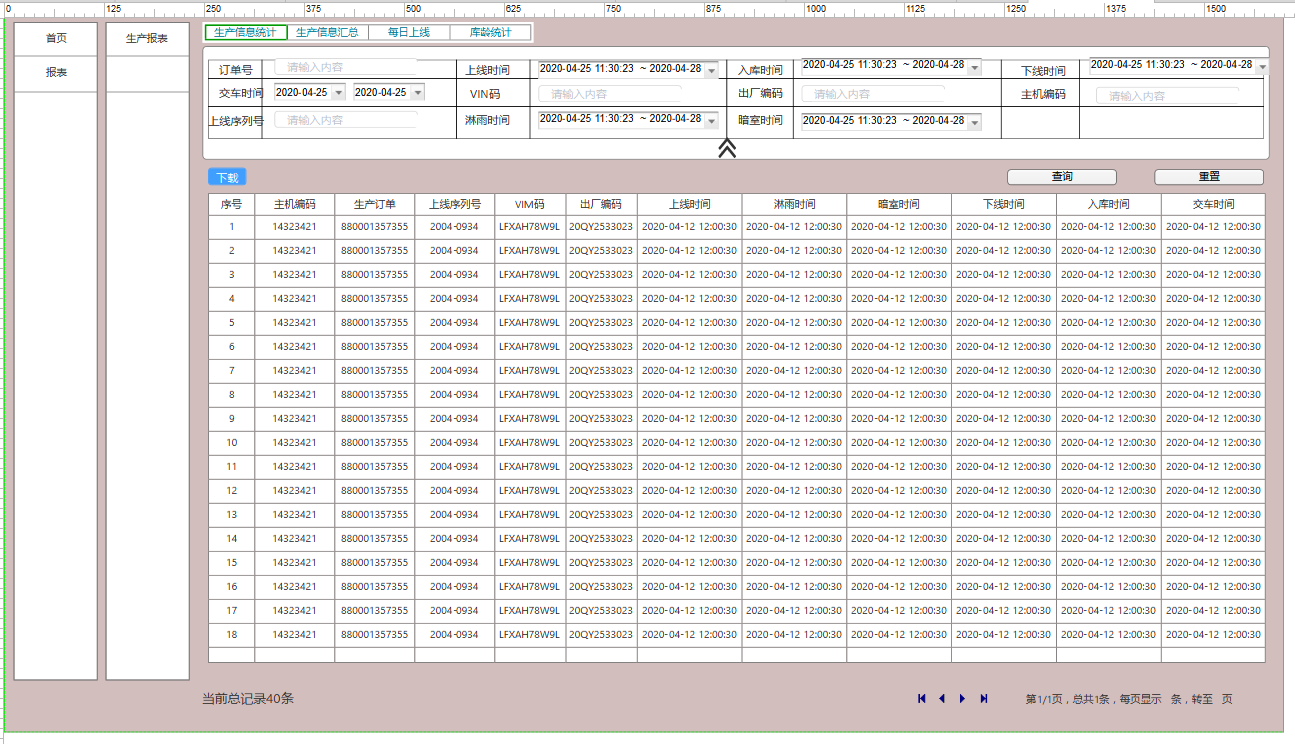 0 125 250 375 500 625 750 875 1000 1125 1250 1375 1500
首页 生产报表 生产信息统计 生产信息汇总 每日上线 库龄统计
报表
订单号 请输入内容 上线时间 2020-04-25 11:30:23 ~ 2020-04-28 入库时间 2020-04-25 11:30:23 ~ 2020-04-28 下线时间 2020-04-25 11:30:23 ~ 2020-04-28
交车时间 2020-04-25 2020-04-25 VIN码 请输入内容 出厂编码 请输入内容 主机编码 请输入内容
上线序列号 请输入内容 淋雨时间 2020-04-25 11:30:23 ~ 2020-04-28 暗室时间 2020-04-25 11:30:23 ~ 2020-04-28
下载 查询 重置
序号 主机编码 生产订单 上线序列号 VIM码 出厂编码 上线时间 淋雨时间 暗室时间 下线时间 入库时间 交车时间
1 14323421 880001357355 2004-0934 LFXAH78W9L 20QY2533023 2020-04-12 12:00:30 2020-04-12 12:00:30 2020-04-12 12:00:30 2020-04-12 12:00:30 2020-04-12 12:00:30 2020-04-12 12:00:30
2 14323421 880001357355 2004-0934 LFXAH78W9L 20QY2533023 2020-04-12 12:00:30 2020-04-12 12:00:30 2020-04-12 12:00:30 2020-04-12 12:00:30 2020-04-12 12:00:30 2020-04-12 12:00:30
3 14323421 880001357355 2004-0934 LFXAH78W9L 20QY2533023 2020-04-12 12:00:30 2020-04-12 12:00:30 2020-04-12 12:00:30 2020-04-12 12:00:30 2020-04-12 12:00:30 2020-04-12 12:00:30
4 14323421 880001357355 2004-0934 LFXAH78W9L 20QY2533023 2020-04-12 12:00:30 2020-04-12 12:00:30 2020-04-12 12:00:30 2020-04-12 12:00:30 2020-04-12 12:00:30 2020-04-12 12:00:30
5 14323421 880001357355 2004-0934 LFXAH78W9L 20QY2533023 2020-04-12 12:00:30 2020-04-12 12:00:30 2020-04-12 12:00:30 2020-04-12 12:00:30 2020-04-12 12:00:30 2020-04-12 12:00:30
6 14323421 880001357355 2004-0934 LFXAH78W9L 20QY2533023 2020-04-12 12:00:30 2020-04-12 12:00:30 2020-04-12 12:00:30 2020-04-12 12:00:30 2020-04-12 12:00:30 2020-04-12 12:00:30
7 14323421 880001357355 2004-0934 LFXAH78W9L 20QY2533023 2020-04-12 12:00:30 2020-04-12 12:00:30 2020-04-12 12:00:30 2020-04-12 12:00:30 2020-04-12 12:00:30 2020-04-12 12:00:30
8 14323421 880001357355 2004-0934 LFXAH78W9L 20QY2533023 2020-04-12 12:00:30 2020-04-12 12:00:30 2020-04-12 12:00:30 2020-04-12 12:00:30 2020-04-12 12:00:30 2020-04-12 12:00:30
9 14323421 880001357355 2004-0934 LFXAH78W9L 20QY2533023 2020-04-12 12:00:30 2020-04-12 12:00:30 2020-04-12 12:00:30 2020-04-12 12:00:30 2020-04-12 12:00:30 2020-04-12 12:00:30
10 14323421 880001357355 2004-0934 LFXAH78W9L 20QY2533023 2020-04-12 12:00:30 2020-04-12 12:00:30 2020-04-12 12:00:30 2020-04-12 12:00:30 2020-04-12 12:00:30 2020-04-12 12:00:30
11 14323421 880001357355 2004-0934 LFXAH78W9L 20QY2533023 2020-04-12 12:00:30 2020-04-12 12:00:30 2020-04-12 12:00:30 2020-04-12 12:00:30 2020-04-12 12:00:30 2020-04-12 12:00:30
12 14323421 880001357355 2004-0934 LFXAH78W9L 20QY2533023 2020-04-12 12:00:30 2020-04-12 12:00:30 2020-04-12 12:00:30 2020-04-12 12:00:30 2020-04-12 12:00:30 2020-04-12 12:00:30
13 14323421 880001357355 2004-0934 LFXAH78W9L 20QY2533023 2020-04-12 12:00:30 2020-04-12 12:00:30 2020-04-12 12:00:30 2020-04-12 12:00:30 2020-04-12 12:00:30 2020-04-12 12:00:30
14 14323421 880001357355 2004-0934 LFXAH78W9L 20QY2533023 2020-04-12 12:00:30 2020-04-12 12:00:30 2020-04-12 12:00:30 2020-04-12 12:00:30 2020-04-12 12:00:30 2020-04-12 12:00:30
15 14323421 880001357355 2004-0934 LFXAH78W9L 20QY2533023 2020-04-12 12:00:30 2020-04-12 12:00:30 2020-04-12 12:00:30 2020-04-12 12:00:30 2020-04-12 12:00:30 2020-04-12 12:00:30
16 14323421 880001357355 2004-0934 LFXAH78W9L 20QY2533023 2020-04-12 12:00:30 2020-04-12 12:00:30 2020-04-12 12:00:30 2020-04-12 12:00:30 2020-04-12 12:00:30 2020-04-12 12:00:30
17 14323421 880001357355 2004-0934 LFXAH78W9L 20QY2533023 2020-04-12 12:00:30 2020-04-12 12:00:30 2020-04-12 12:00:30 2020-04-12 12:00:30 2020-04-12 12:00:30 2020-04-12 12:00:30
18 14323421 880001357355 2004-0934 LFXAH78W9L 20QY2533023 2020-04-12 12:00:30 2020-04-12 12:00:30 2020-04-12 12:00:30 2020-04-12 12:00:30 2020-04-12 12:00:30 2020-04-12 12:00:30
当前总记录40条 第1/1页，总共1条，每页显示 条，转至 页